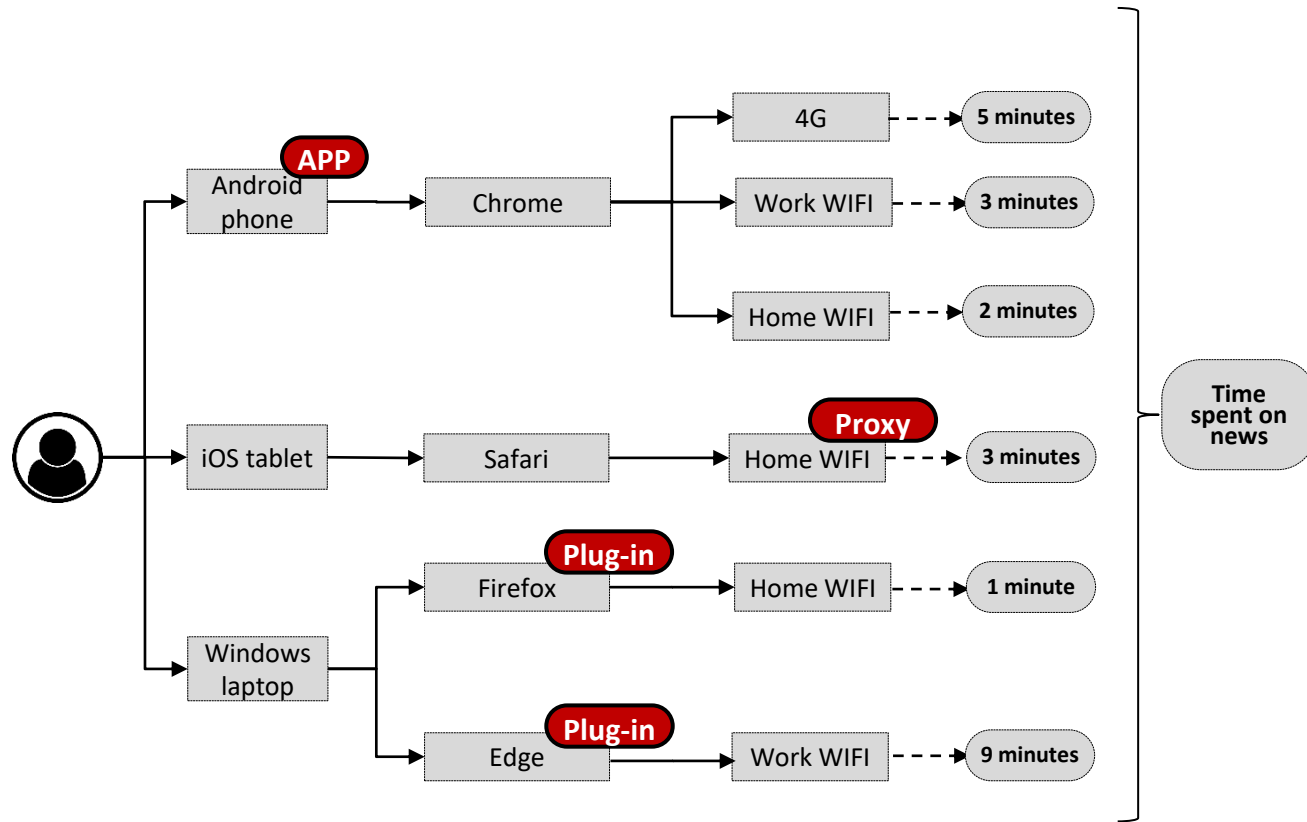 4G
5 minutes
APP
Android
phone
Chrome
Work WIFI
3 minutes
Home WIFI
2 minutes
Time
spent on
news
Proxy
iOS tablet
Safari
Home WIFI
3 minutes
Plug-in
Firefox
Home WIFI
1 minute
Windows
laptop
Plug-in
Edge
Work WIFI
9 minutes